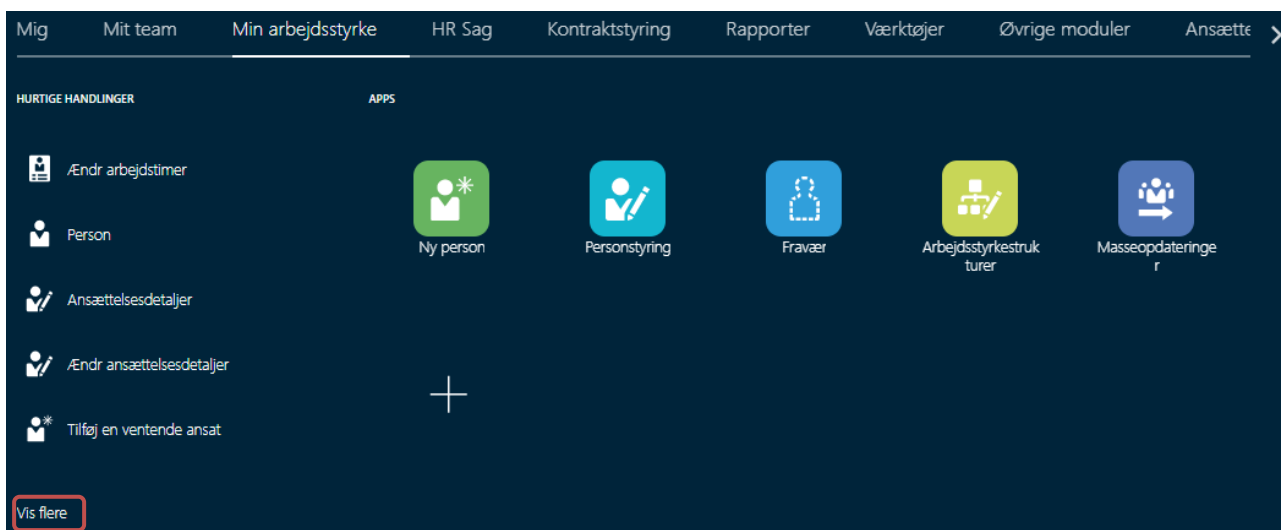 Mig Mit team Min arbejdsstyrke HR Sag Kontraktstyring Rapporter Værktøjer Øvrige moduler Ansætte
HURTIGE HANDLINGER APPS
Ændr arbejdstimer
Person
Ansættelsesdetaljer
Ændr ansættelsesdetaljer
Tilføj en ventende ansat
Vis flere
Ny person
Personstyring
Fravær
Arbejdsstyrkestruk
turer
Masseopdateringe
r